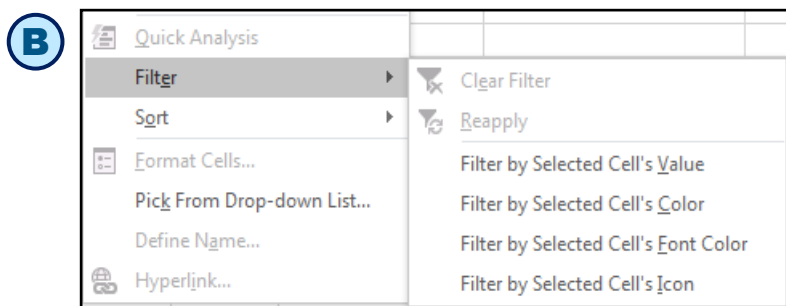 B
Quick Analysis
Filter
Sort
Format Cells...
Pick From Drop-down List...
Define Name...
Hyperlink...
Clear Filter
Reapply
Filter by Selected Cell's Value
Filter by Selected Cell's Color
Filter by Selected Cell's Font Color
Filter by Selected Cell's Icon